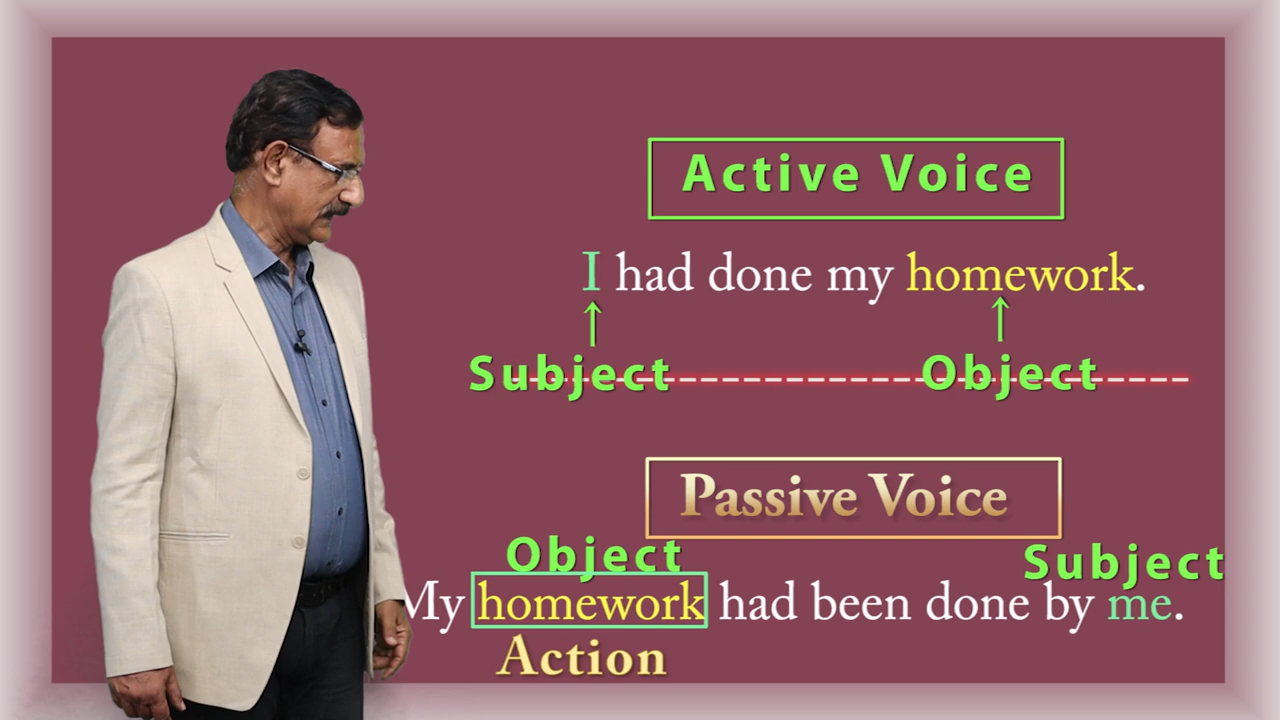 Active Voice
I had done my homework.
Subject Object
Passive Voice
Object Subject
My homework had been done by me.
Action